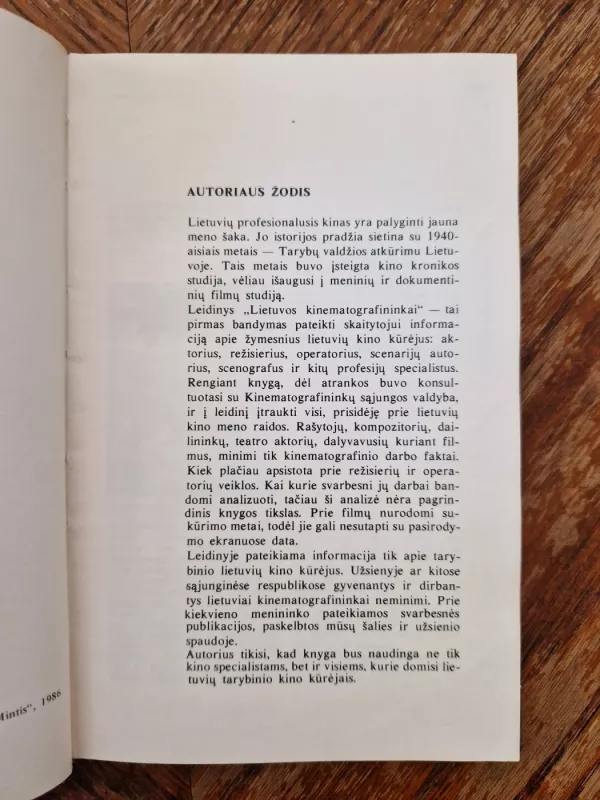 Mintis", 1986
AUTORIAUS ŽODIS
Lietuvių profesionalusis kinas yra palyginti jauna
meno šaka. Jo istorijos pradžia sietina su 1940-
aisiais metais — Tarybų valdžios atkūrimu Lietu-
voje. Tais metais buvo įsteigta kino kronikos
studija, vėliau išaugusi į meninių ir dokumenti-
nių filmų studiją.
Leidinys „Lietuvos kinematografininkai“ — tai
pirmas bandymas pateikti skaitytojui informa-
ciją apie žymesnius lietuvių kino kūrėjus: ak-
torius, režisierius, operatorius, scenarijų auto-
rius, scenografus ir kitų profesijų specialistus.
Rengiant knygą, dėl atrankos buvo konsul-
tuotasi su Kinematografininkų sąjungos valdyba,
ir į leidinį įtraukti visi, prisidėję prie lietuvių
kino meno raidos. Rašytojų, kompozitorių, dai-
lininkų, teatro aktorių, dalyvavusių kuriant fil-
mus, minimi tik kinematografinio darbo faktai.
Kiek plačiau apsistota prie režisierių ir opera-
torių veiklos. Kai kurie svarbesni jų darbai ban-
domi analizuoti, tačiau ši analizė nėra pagrin-
dinis knygos tikslas. Prie filmų nurodomi su-
kūrimo metai, todėl jie gali nesutapti su pasirody-
mo ekranuose data.
Leidinyje pateikiama informacija tik apie tary-
binio lietuvių kino kūrėjus. Užsienyje ar kitose
sąjunginėse respublikose gyvenantys ir dirban-
tys lietuviai kinematografininkai neminimi. Prie
kiekvieno menininko pateikiamos svarbesnės
publikacijos, paskelbtos mūsų šalies ir užsienio
spaudoje.
Autorius tikisi, kad knyga bus naudinga ne tik
kino specialistams, bet ir visiems, kurie domisi lie-
tuvių tarybinio kino kūrėjais.